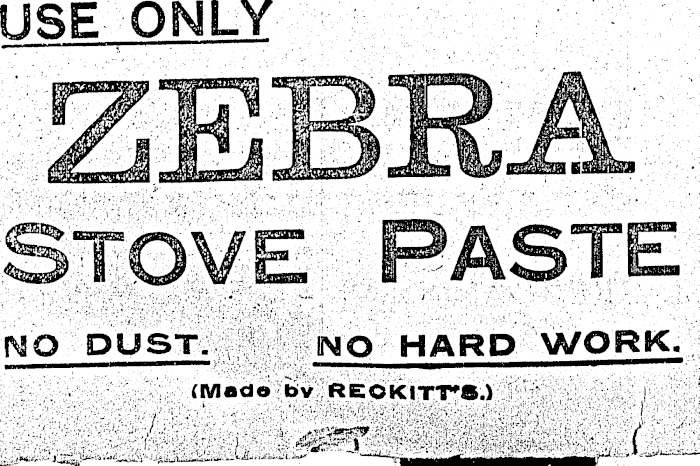 USE ONLY
ZEBRA
STOVE PASTE
NO DUST. NO HARD WORK.
(Made by RECKITT'S.)